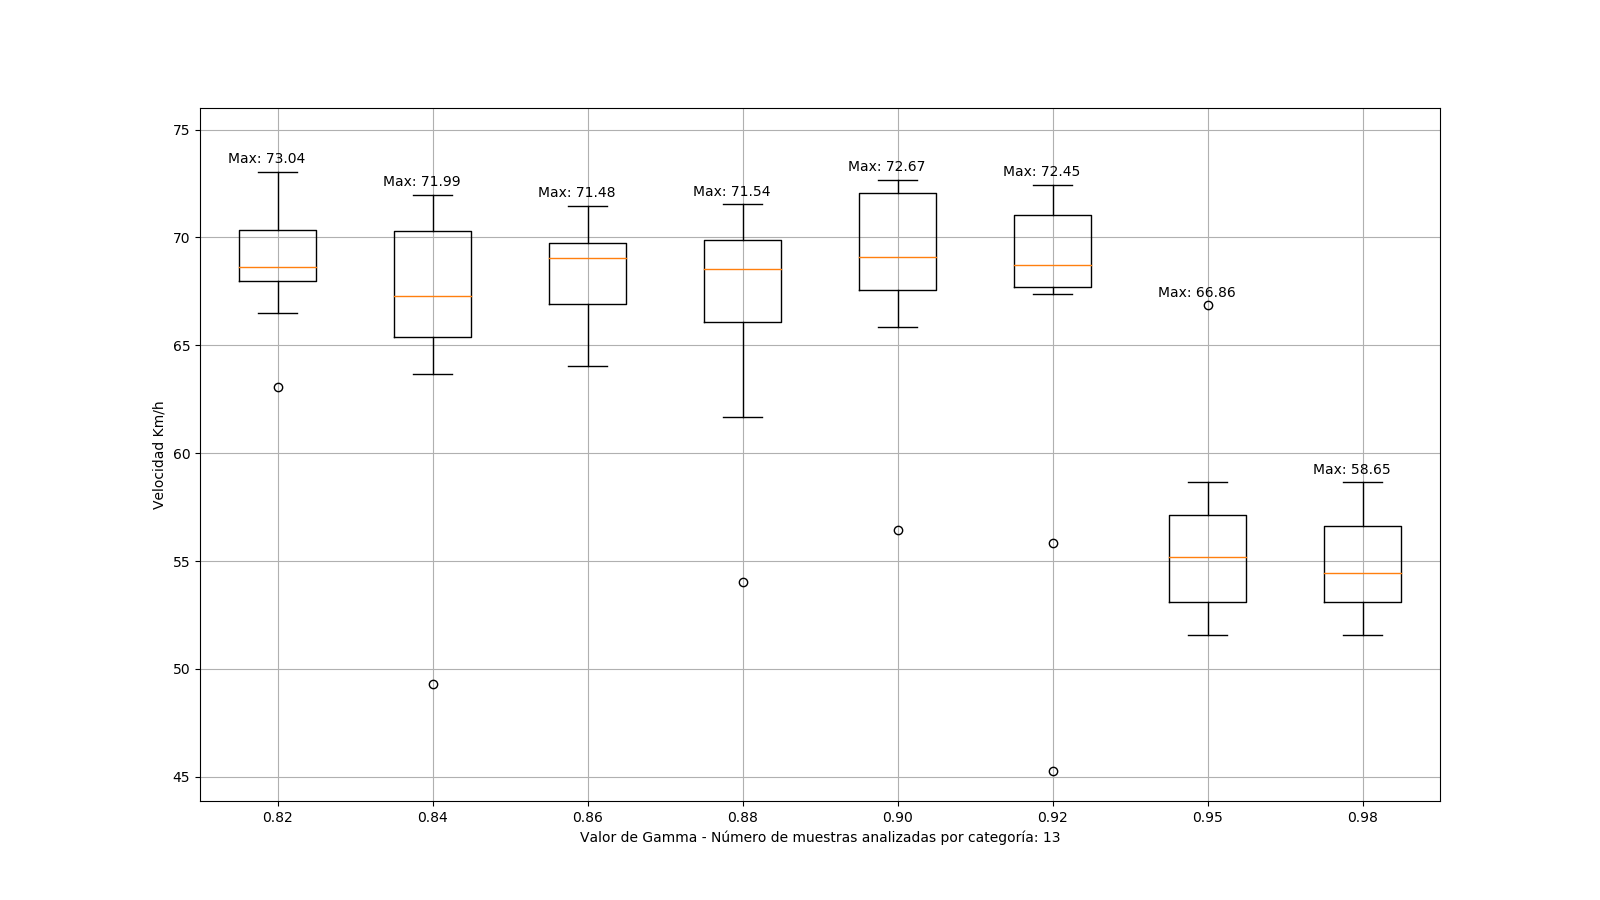 75
70
65
60
55
50
45
Velocidad Km/h
Max: 73.04
Max: 71.99
Max: 71.48
Max: 71.54
Max: 72.67
Max: 72.45
Max: 66.86
Max: 58.65
0.82 0.84 0.86 0.88 0.90 0.92 0.95 0.98
Valor de Gamma - Número de muestras analizadas por categoría: 13